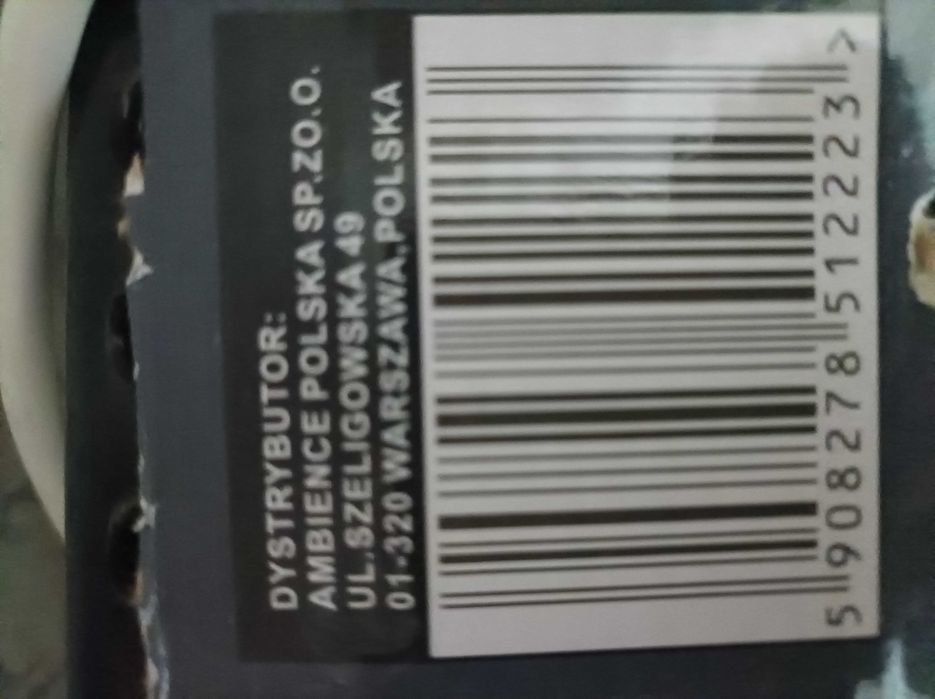 DYSTRYBUTOR:
AMBIENCE POLSKA SP.ZO.O.
UL.SZELIGOWSKA 49
01-320 WARSZAWA.POLSKA
5 908278 512223 >